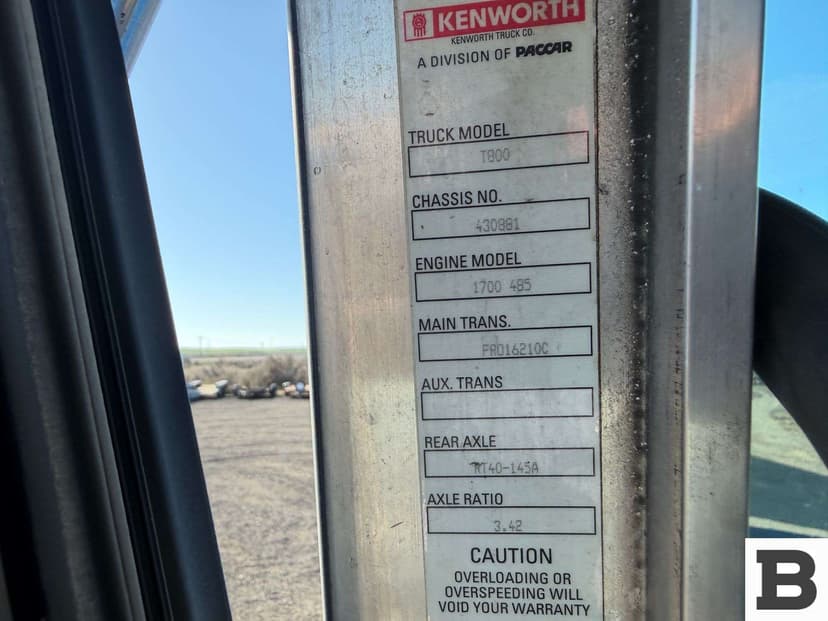 KENWORTH
KENWORTH TRUCK CO.
A DIVISION OF PACCAR
TRUCK MODEL
T800
CHASSIS NO.
430881
ENGINE MODEL
1700 485
MAIN TRANS.
FRO16210C
AUX. TRANS
REAR AXLE
RT40-145A
AXLE RATIO
3.42
CAUTION
OVERLOADING OR
OVERSPEEDING WILL
VOID YOUR WARRANTY
B